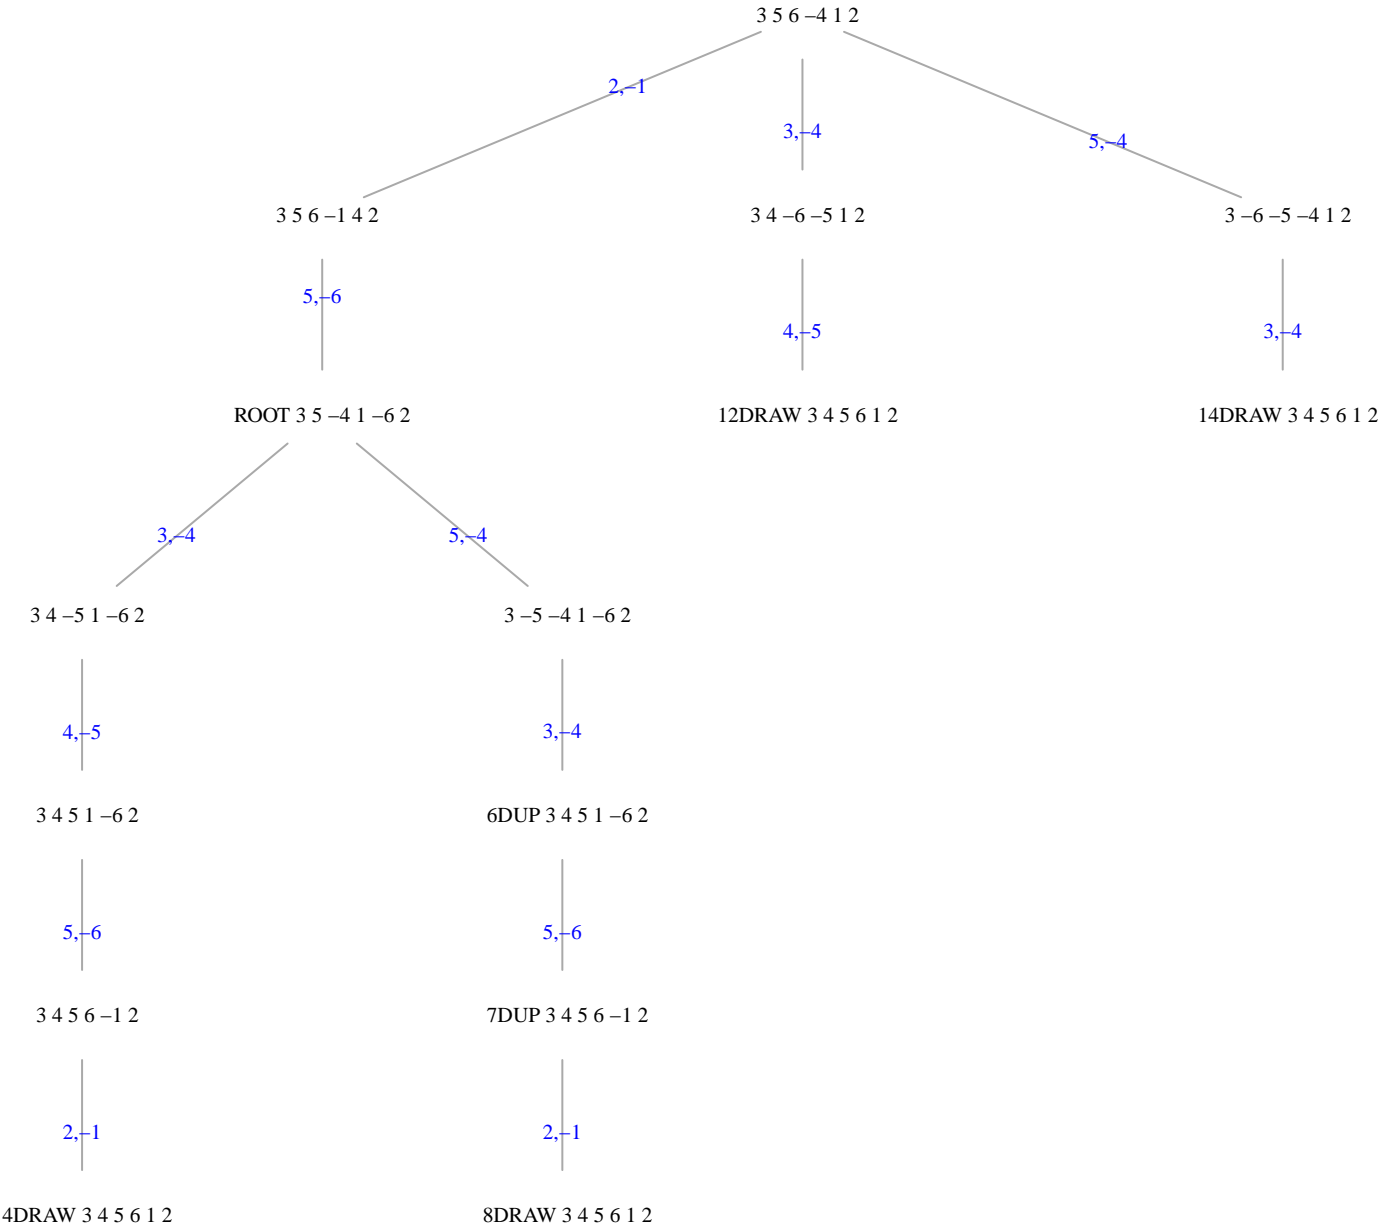 3 5 6 –4 1 2
2,–1
3,–4
5,–4
3 5 6 –1 4 2
3 4 –6 –5 1 2
3 –6 –5 –4 1 2
5,–6
4,–5
3,–4
ROOT 3 5 –4 1 –6 2
12DRAW 3 4 5 6 1 2
14DRAW 3 4 5 6 1 2
3,–4
5,–4
3 4 –5 1 –6 2
3 –5 –4 1 –6 2
4,–5
3,–4
3 4 5 1 –6 2
6DUP 3 4 5 1 –6 2
5,–6
5,–6
3 4 5 6 –1 2
7DUP 3 4 5 6 –1 2
2,–1
2,–1
4DRAW 3 4 5 6 1 2
8DRAW 3 4 5 6 1 2